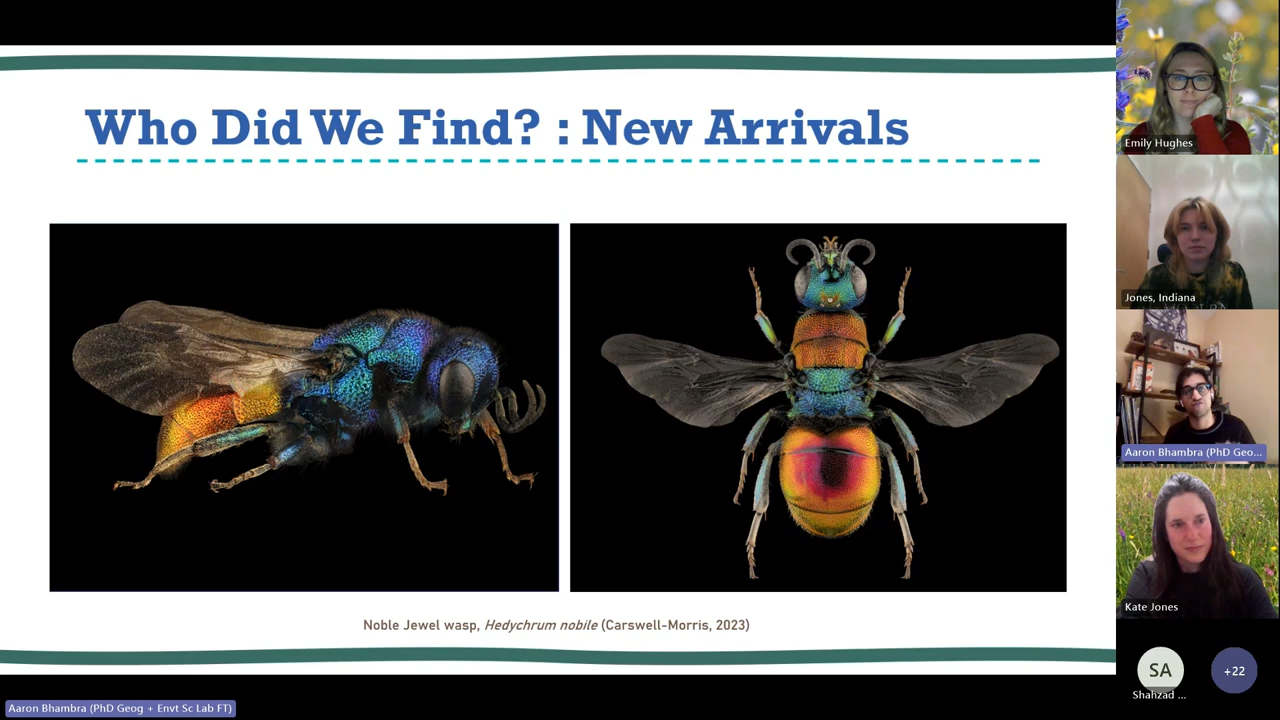 Who Did We Find? : New Arrivals
Noble Jewel wasp, Hedychrum nobile (Carswell-Morris, 2023)
Emily Hughes
Jones, Indiana
Aaron Bhambra (PhD Geo...
Kate Jones
SA
Shahzad ...
+22
Aaron Bhambra (PhD Geog + Envt Sc Lab FT)